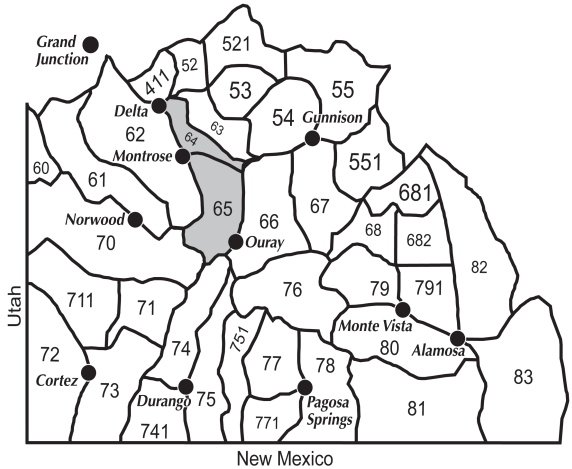 Grand
Junction
521
52
411
53
55
54
Delta
Gunnison
63
62
64
Montrose
551
60
61
681
65
66
67
Norwood
68
682
70
Ouray
82
76
79
791
711
71
Monte Vista
751
Utah
72
74
77
78
80
Alamosa
Cortez
73
Durango
75
Pagosa
Springs
83
81
741
771
New Mexico